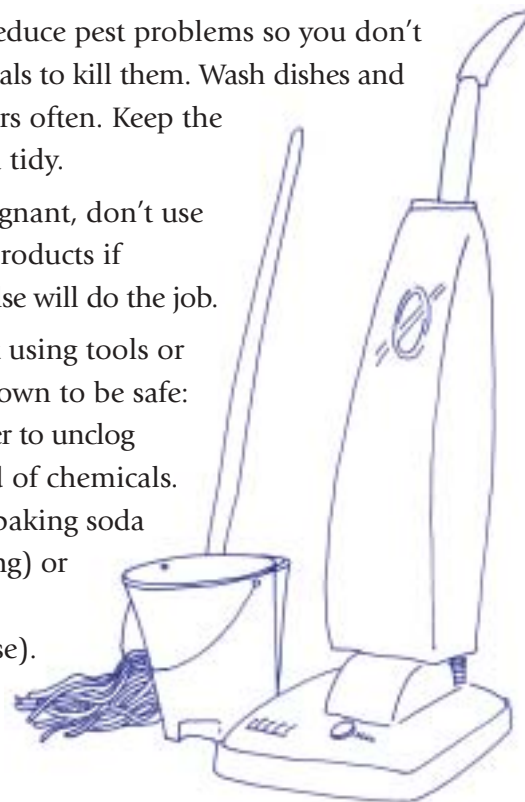 educe pest problems so you don't
als to kill them. Wash dishes and
rs often. Keep the
tidy.
gnant, don't use
roducts if
se will do the job.
using tools or
own to be safe:
er to unclog
d of chemicals.
baking soda
ng) or
se).